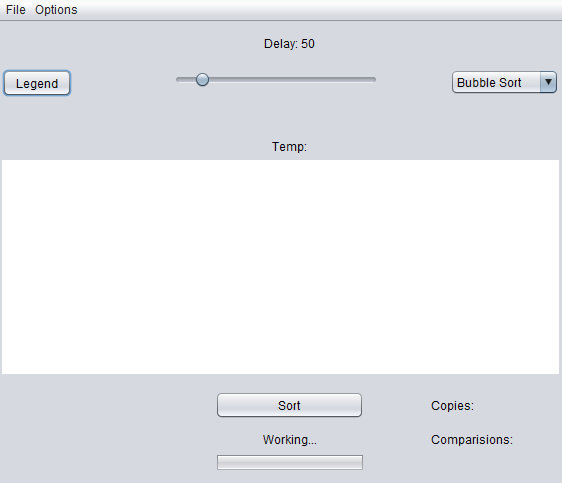 File Options
Delay: 50
Legend
Bubble Sort
Temp:
Sort
Copies:
Working...
Comparisions: